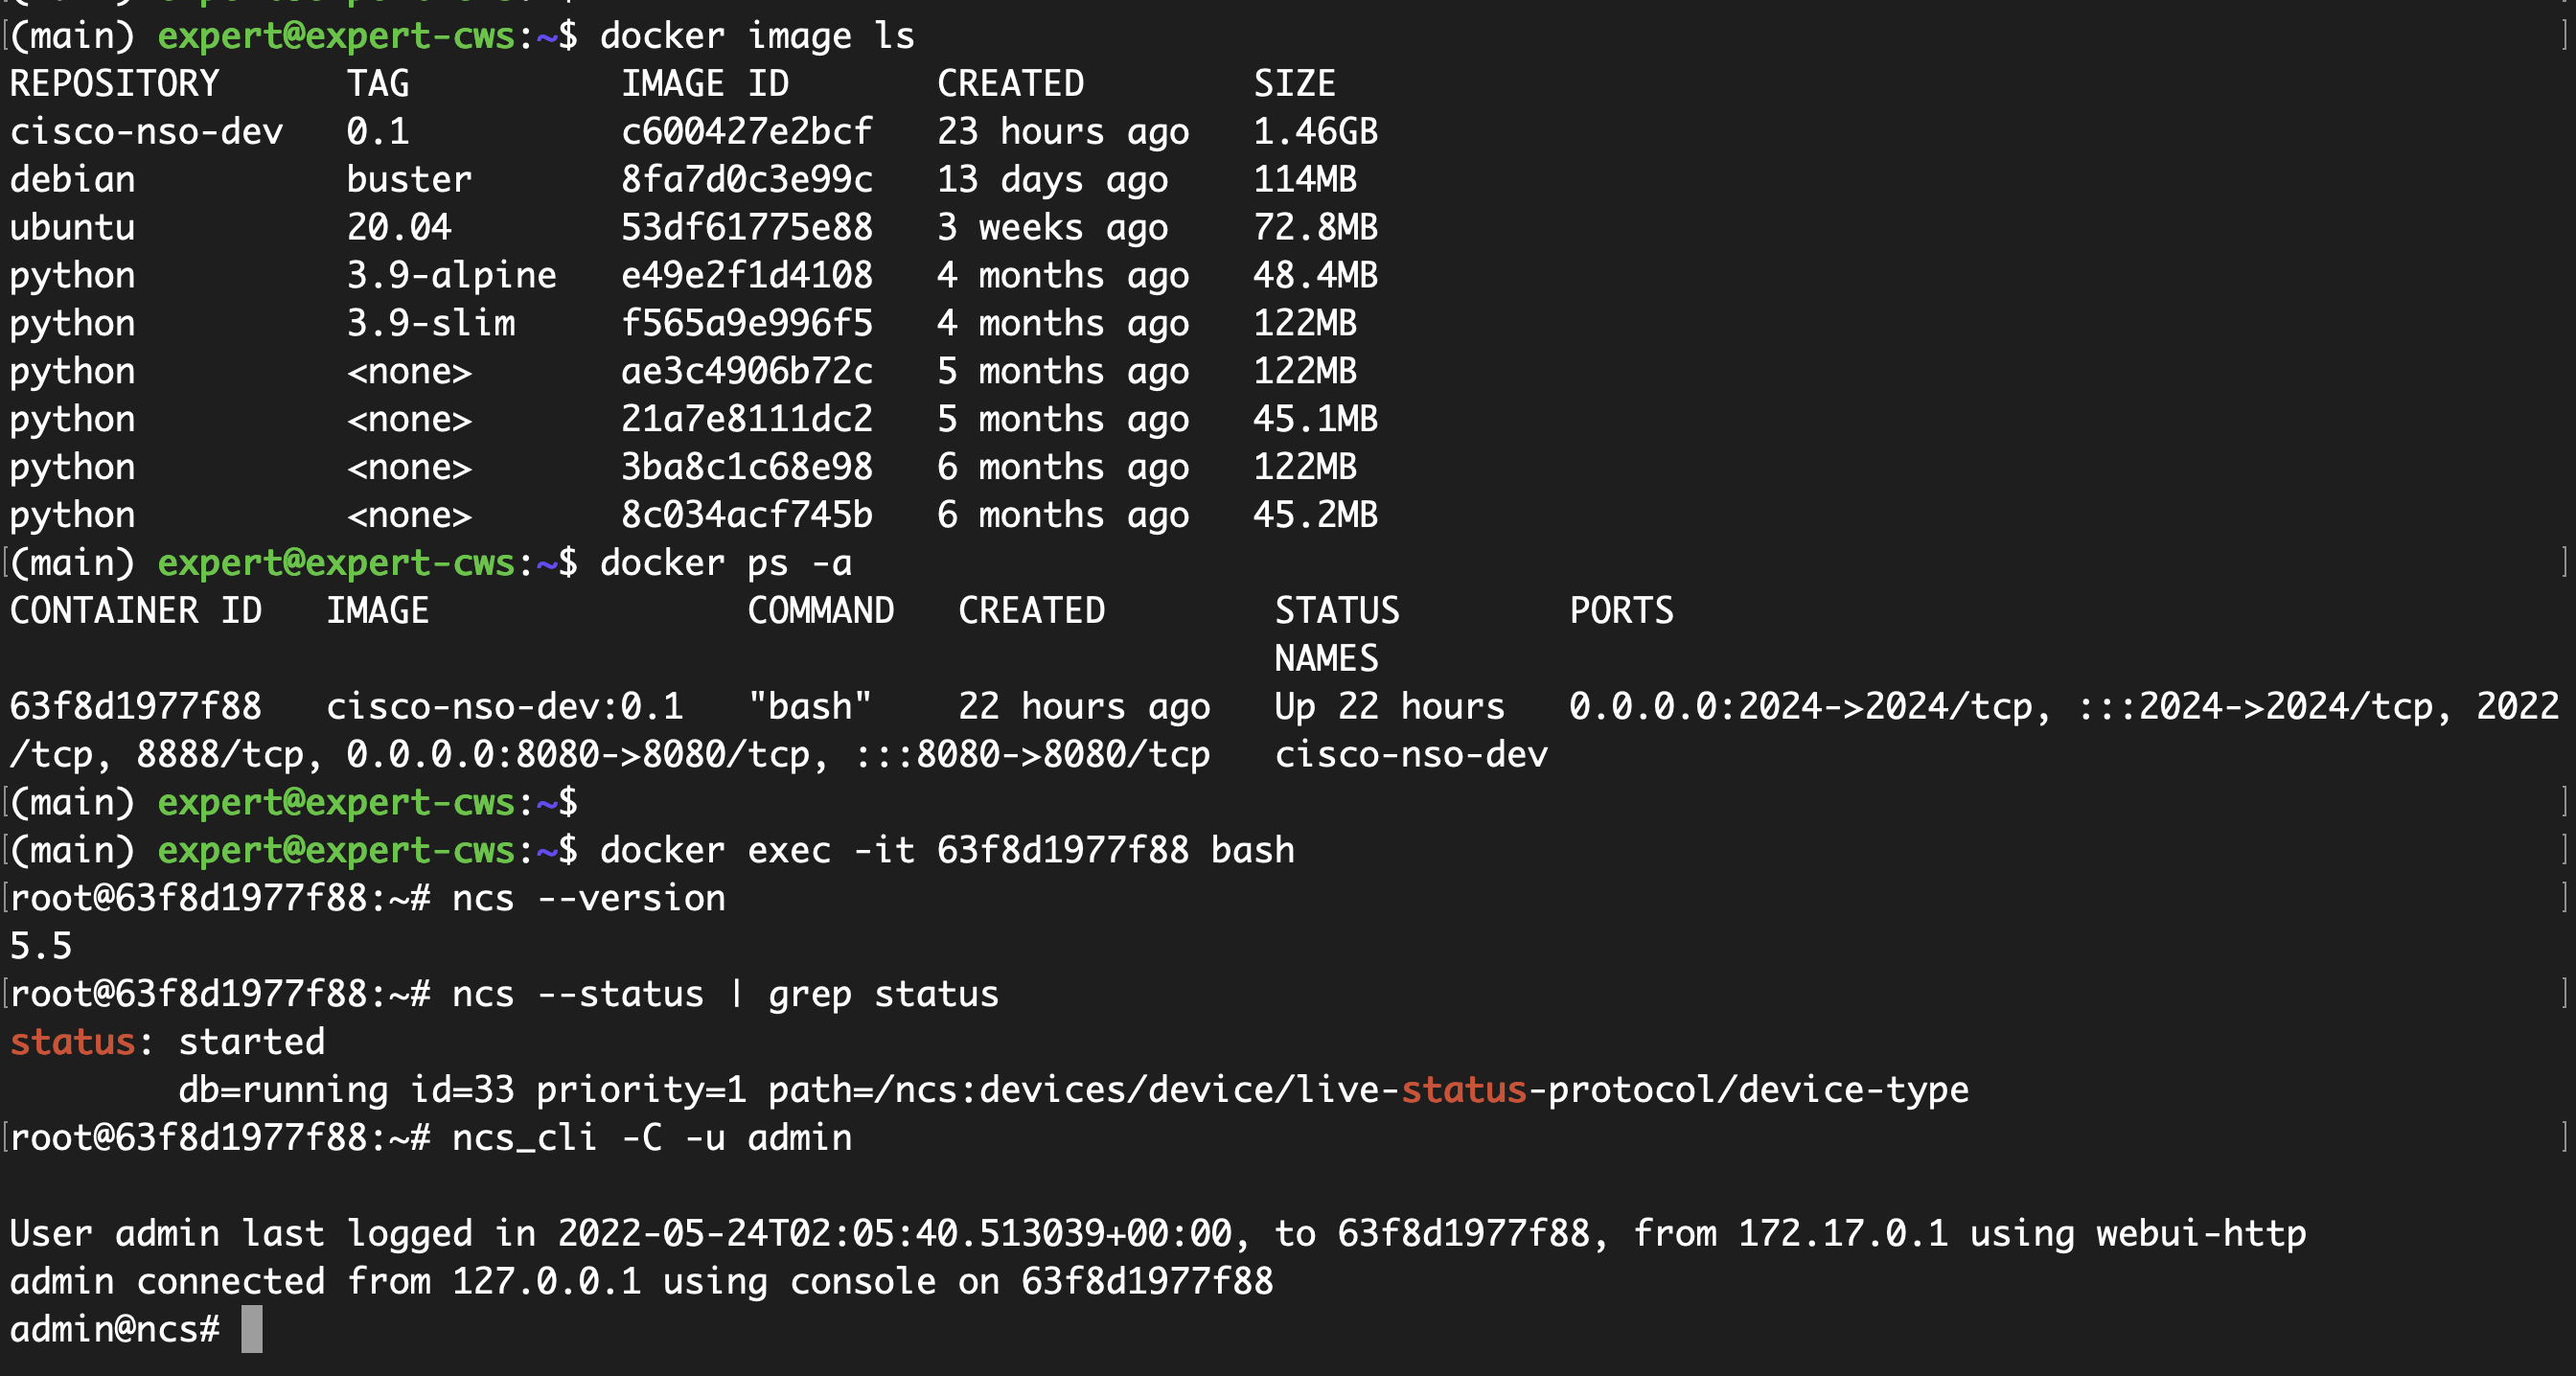 [(main) expert@expert-cws:~$ docker image ls ]
REPOSITORY TAG IMAGE ID CREATED SIZE
cisco-nso-dev 0.1 c600427e2bcf 23 hours ago 1.46GB
debian buster 8fa7d0c3e99c 13 days ago 114MB
ubuntu 20.04 53df61775e88 3 weeks ago 72.8MB
python 3.9-alpine e49e2f1d4108 4 months ago 48.4MB
python 3.9-slim f565a9e996f5 4 months ago 122MB
python <none> ae3c4906b72c 5 months ago 122MB
python <none> 21a7e8111dc2 5 months ago 45.1MB
python <none> 3ba8c1c68e98 6 months ago 122MB
python <none> 8c034acf745b 6 months ago 45.2MB
[(main) expert@expert-cws:~$ docker ps -a ]
CONTAINER ID IMAGE COMMAND CREATED STATUS PORTS
NAMES
63f8d1977f88 cisco-nso-dev:0.1 "bash" 22 hours ago Up 22 hours 0.0.0.0:2024->2024/tcp, :::2024->2024/tcp, 2022
/tcp, 8888/tcp, 0.0.0.0:8080->8080/tcp, :::8080->8080/tcp cisco-nso-dev
[(main) expert@expert-cws:~$ ]
[(main) expert@expert-cws:~$ docker exec -it 63f8d1977f88 bash ]
[root@63f8d1977f88:~# ncs --version ]
5.5
[root@63f8d1977f88:~# ncs --status | grep status ]
status: started
db=running id=33 priority=1 path=/ncs:devices/device/live-status-protocol/device-type
[root@63f8d1977f88:~# ncs_cli -C -u admin ]
User admin last logged in 2022-05-24T02:05:40.513039+00:00, to 63f8d1977f88, from 172.17.0.1 using webui-http
admin connected from 127.0.0.1 using console on 63f8d1977f88
admin@ncs#